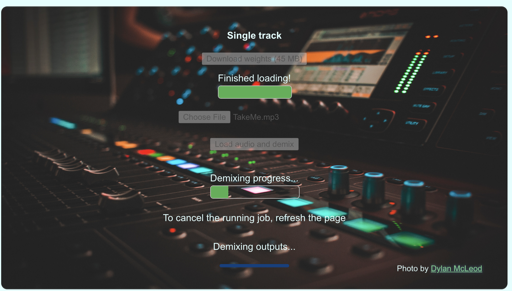 Single track
Download weights (45 MB)
Finished loading!
Choose File TakeMe.mp3
Load audio and demix
Demixing progress...
To cancel the running job, refresh the page
Demixing outputs...
Photo by Dylan McLeod